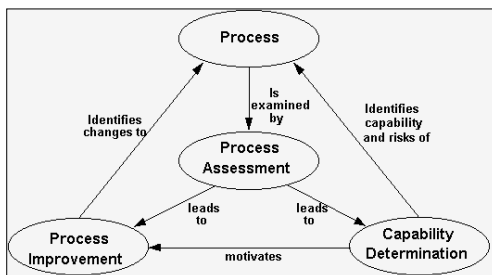 Process
Is
examined
by
Identifies
changes to
Identifies
capability
and risks of
Process
Assessment
leads
to
leads
to
Process
Improvement
motivates
Capability
Determination